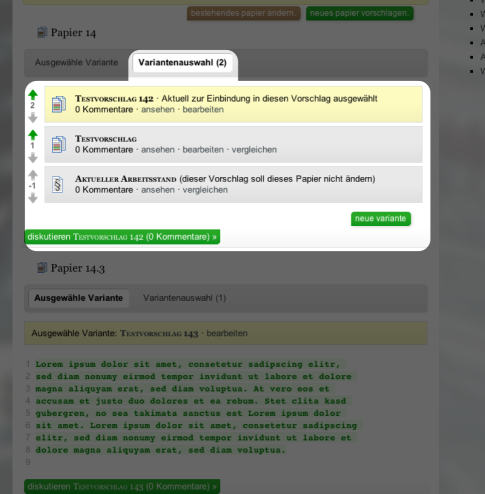 bestehendes papier ändern.
neues papier vorschlagen.
Papier 14
Ausgewählte Variante
Variantenauswahl (2)
2
Testvorschlag 142 · Aktuell zur Einbindung in diesen Vorschlag ausgewählt
0 Kommentare · ansehen · bearbeiten
1
Testvorschlag
0 Kommentare · ansehen · bearbeiten · vergleichen
-1
§
Aktueller Arbeitsstand (dieser Vorschlag soll dieses Papier nicht ändern)
0 Kommentare · ansehen · vergleichen
neue variante
diskutieren Testvorschlag 142 (0 Kommentare) »
Papier 14.3
Ausgewählte Variante
Variantenauswahl (1)
Ausgewählte Variante: Testvorschlag 143 · bearbeiten
1 Lorem ipsum dolor sit amet, consetetur sadipscing elitr,
2 sed diam nonumy eirmod tempor invidunt ut labore et dolore
3 magna aliquyam erat, sed diam voluptua. At vero eos et
4 accusam et justo duo dolores et ea rebum. Stet clita kasd
5 gubergren, no sea takimata sanctus est Lorem ipsum dolor
6 sit amet. Lorem ipsum dolor sit amet, consetetur sadipscing
7 elitr, sed diam nonumy eirmod tempor invidunt ut labore et
8 dolore magna aliquyam erat, sed diam voluptua.
9
diskutieren Testvorschlag 143 (0 Kommentare) »